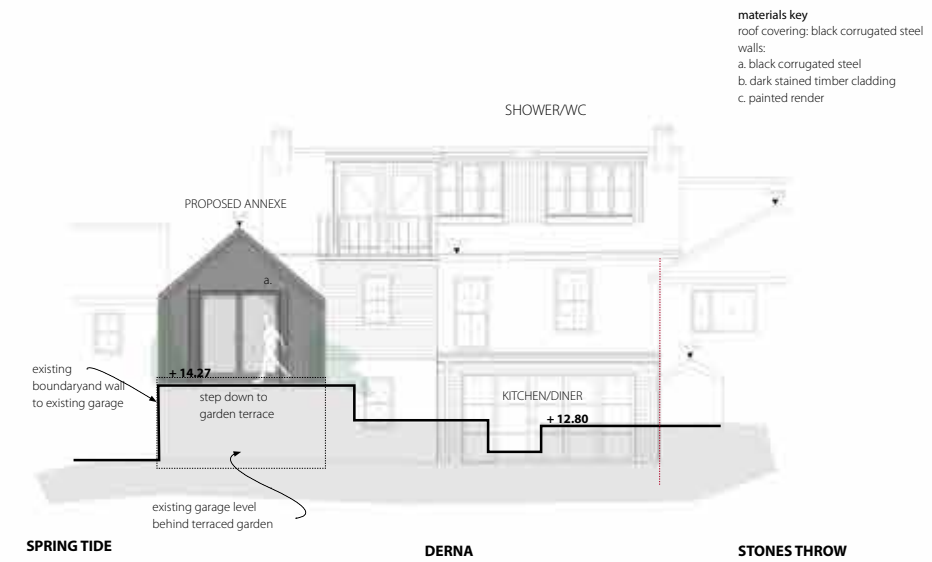 materials key
roof covering: black corrugated steel
walls:
a. black corrugated steel
b. dark stained timber cladding
c. painted render
SHOWER/WC
PROPOSED ANNEXE
a.
existing
boundaryand wall
to existing garage
+ 14.27
step down to
garden terrace
KITCHEN/DINER
+ 12.80
existing garage level
behind terraced garden
SPRING TIDE
DERNA
STONES THROW